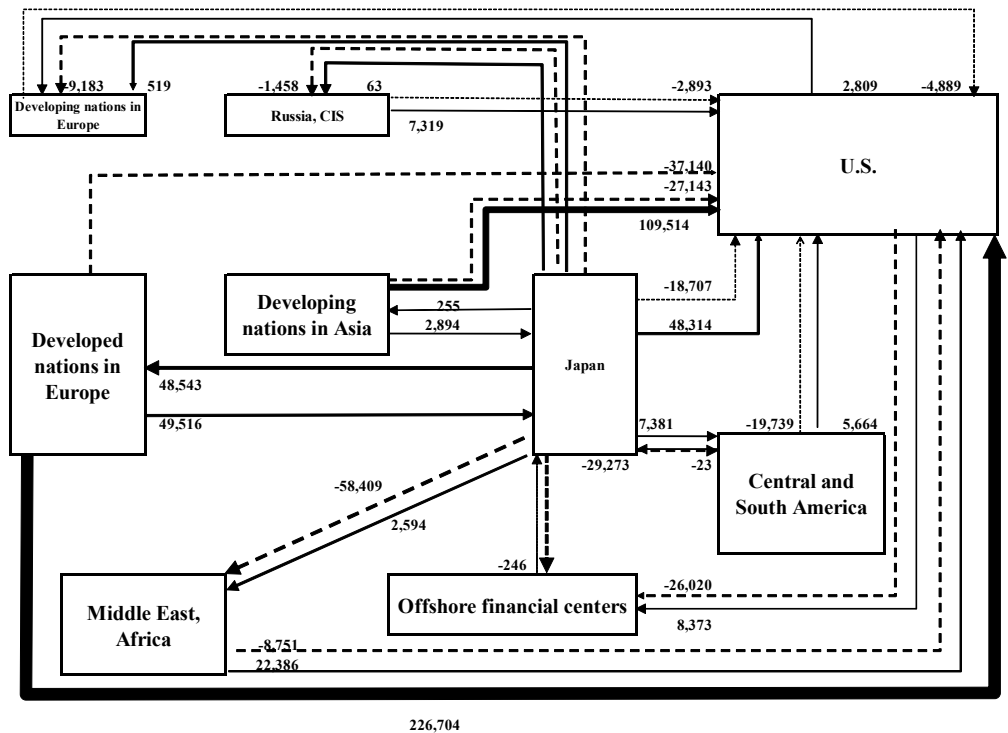 -9,183
519
-1,458
63
-2,893
2,809
-4,889
Developing nations in
Europe
Russia, CIS
7,319
U.S.
-37,140
-27,143
109,514
Developing
nations in Asia
255
2,894
-18,707
48,314
Developed
nations in
Europe
Japan
48,543
49,516
7,381
-19,739
5,664
-29,273
-23
Central and
South America
-58,409
2,594
-246
Offshore financial centers
-26,020
8,373
Middle East,
Africa
-8,751
22,386
226,704